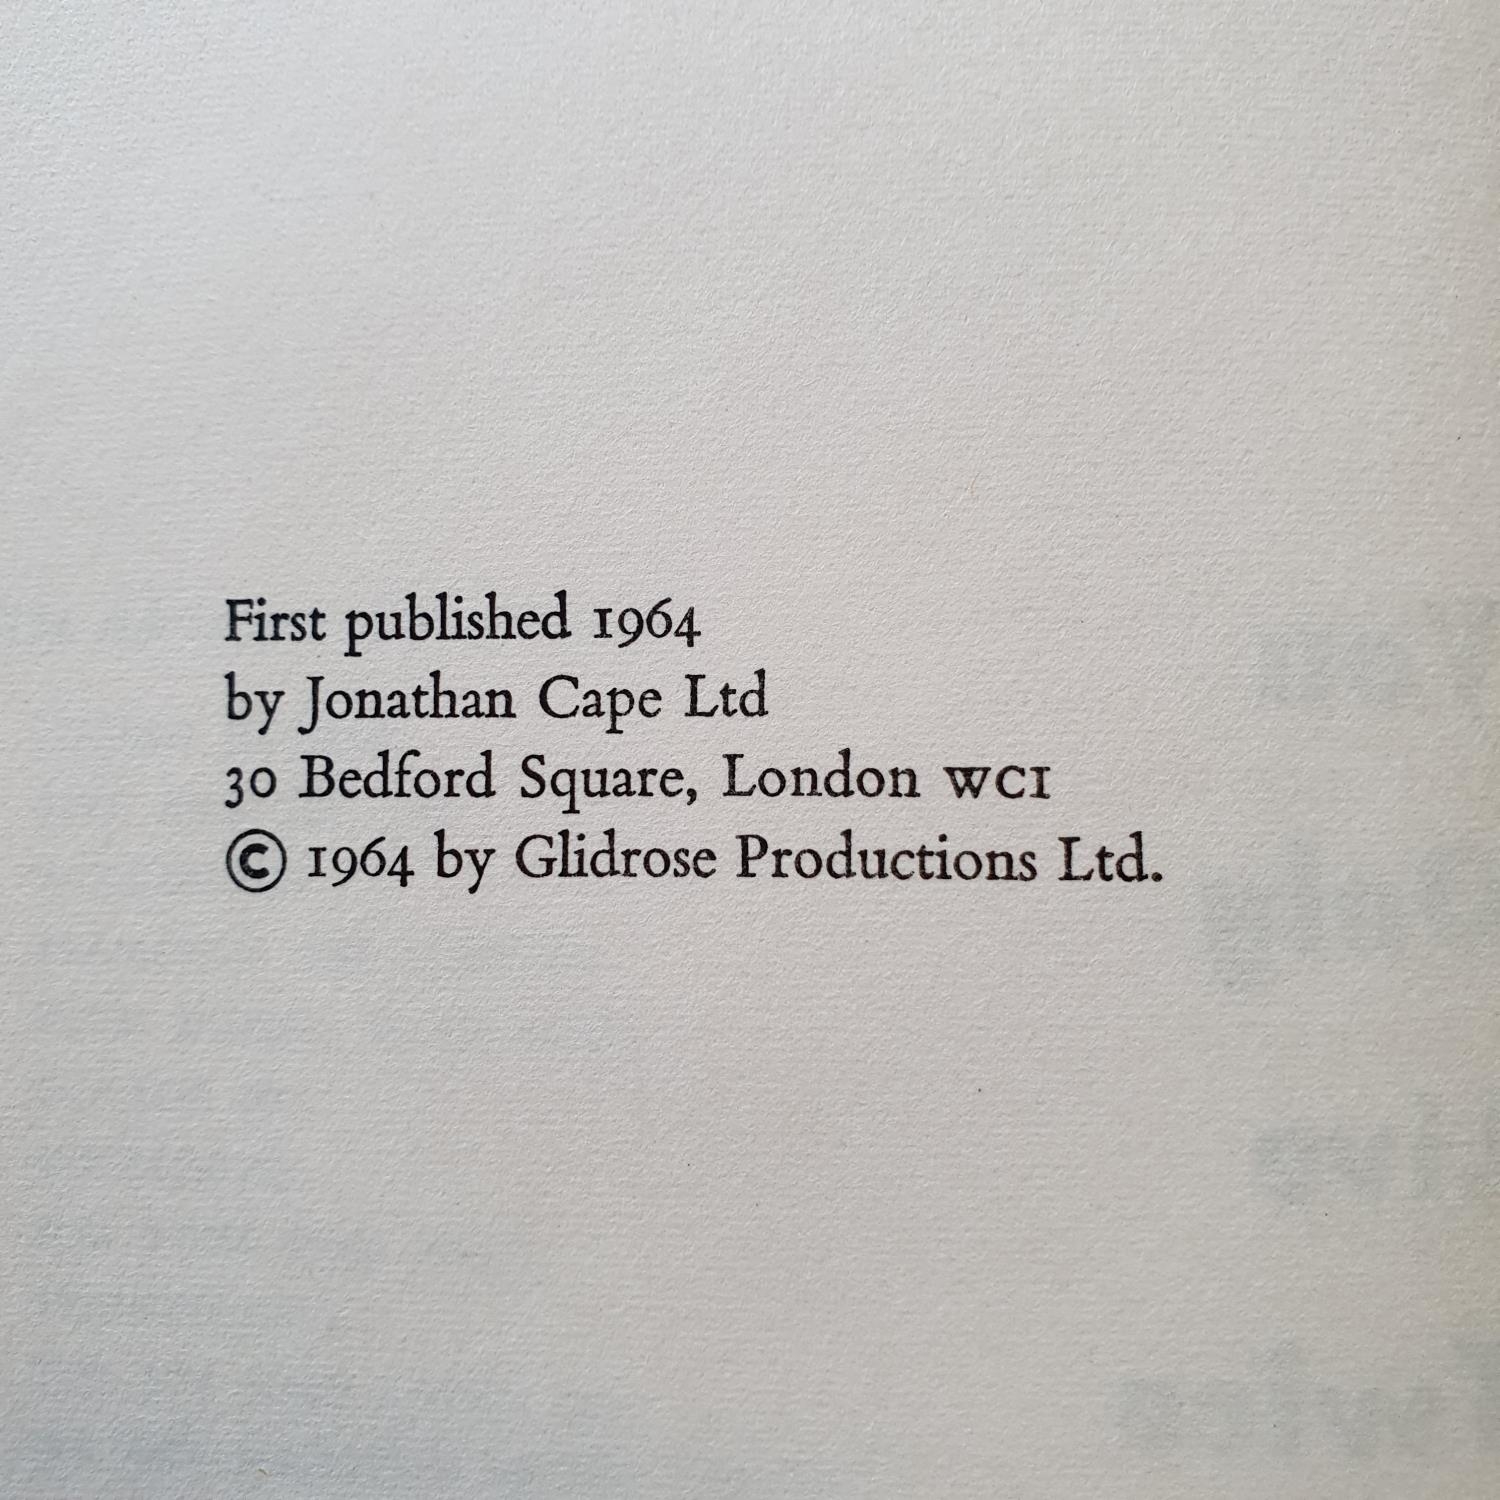 First published 1964
by Jonathan Cape Ltd
30 Bedford Square, London WC1
© 1964 by Glidrose Productions Ltd.